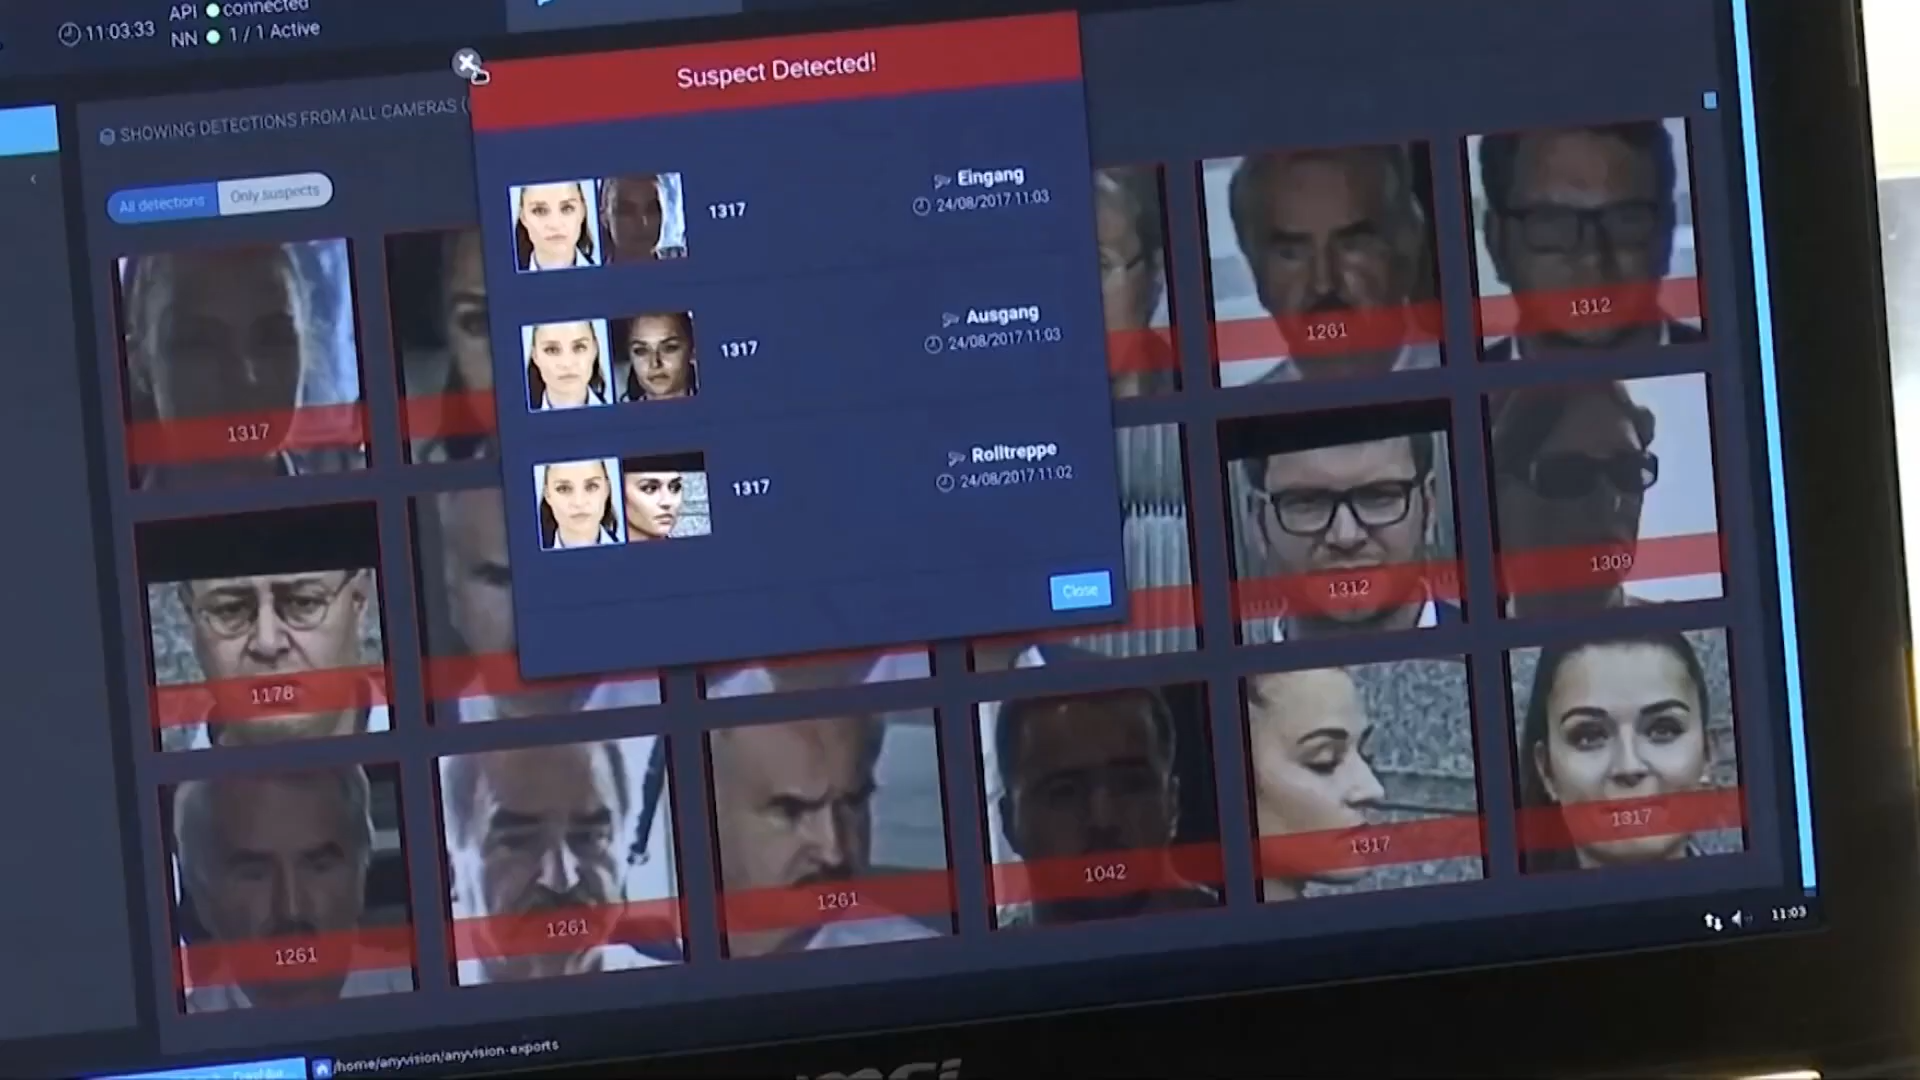 11:03:33
API connected
NN 1 / 1 Active
Suspect Detected!
SHOWING DETECTIONS FROM ALL CAMERAS (
All detections
Only suspects
1317
Eingang
24/08/2017 11:03
1317
Ausgang
24/08/2017 11:03
1317
Rolltreppe
24/08/2017 11:02
Close
1317
1261
1312
1178
1312
1309
1261
1261
1261
1042
1317
1317
11:03
/home/anyvision/anyvision-exports
msi